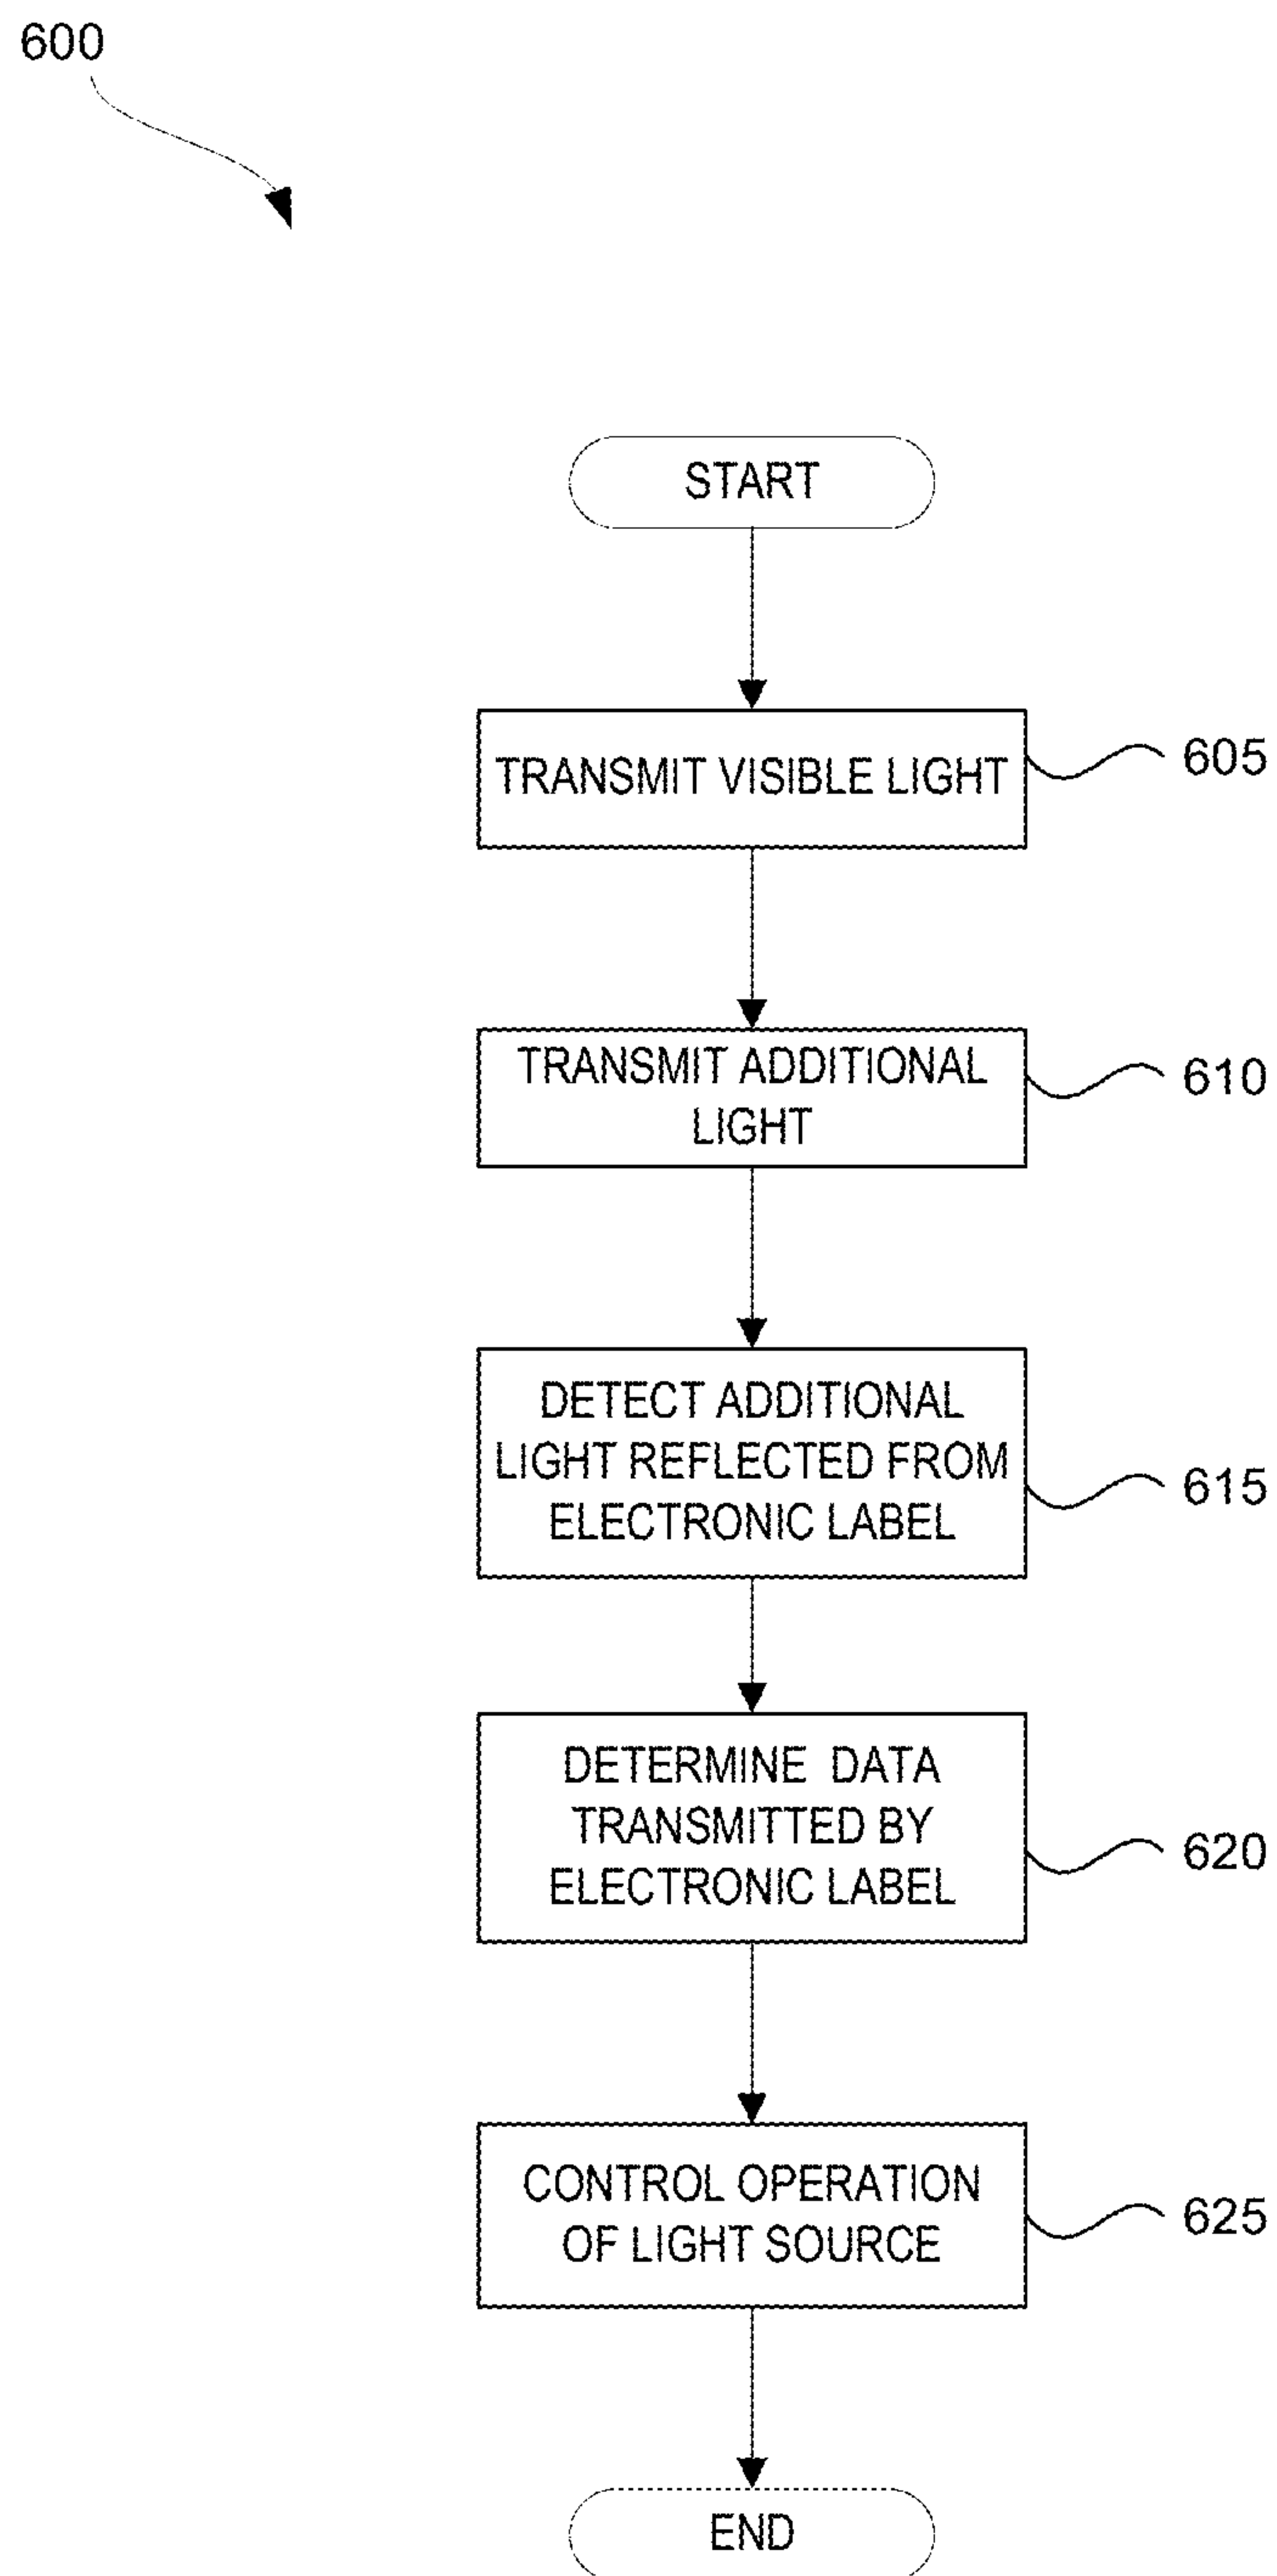 600
START
TRANSMIT VISIBLE LIGHT
605
TRANSMIT ADDITIONAL
LIGHT
610
DETECT ADDITIONAL
LIGHT REFLECTED FROM
ELECTRONIC LABEL
615
DETERMINE DATA
TRANSMITTED BY
ELECTRONIC LABEL
620
CONTROL OPERATION
OF LIGHT SOURCE
625
END